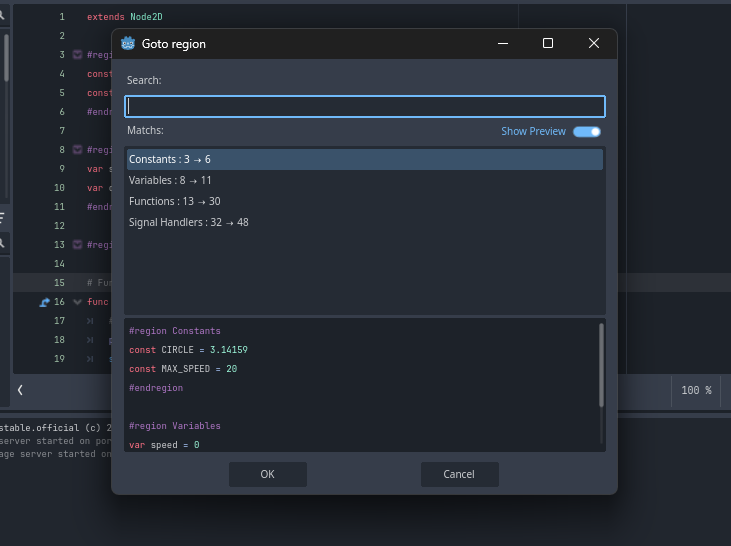 1 extends Node2D
2
Goto region
3 #regi
4 const
5 const
6 #endr
7
8 #regi
9 var s
10 var
11 #endr
12
13 #regi
14
15 # Fun
16 func
17 #
18
19
Search:
Matchs:
Show Preview
Constants : 3 → 6
Variables : 8 → 11
Functions : 13 → 30
Signal Handlers : 32 → 48
#region Constants
const CIRCLE = 3.14159
const MAX_SPEED = 20
#endregion
#region Variables
var speed = 0
100 %
stable.official (c) 2
server started on por
age server started on
OK
Cancel